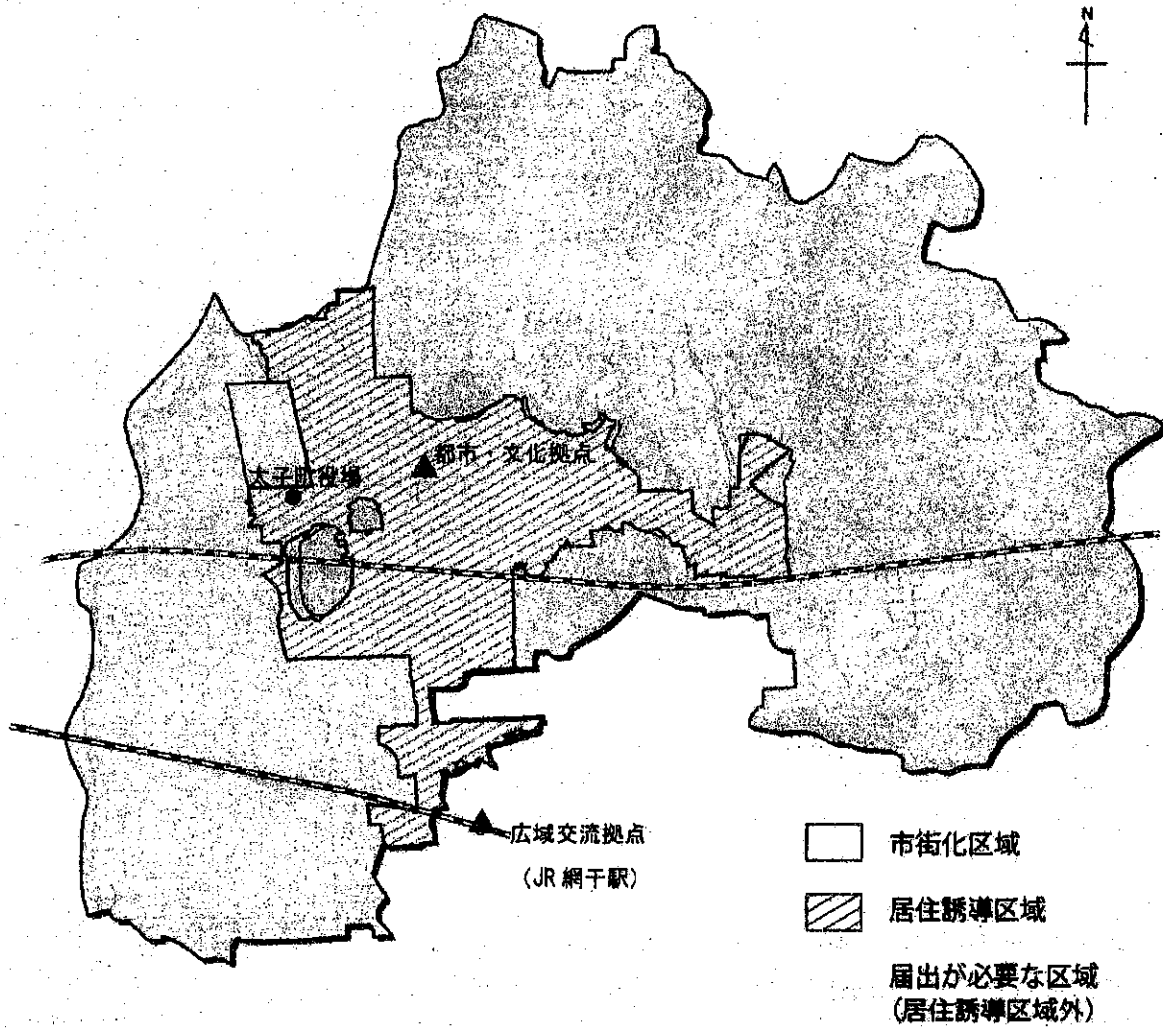 N
都市・文化拠点
太子町役場
広域交流拠点
(JR 網干駅)
市街化区域
居住誘導区域
届出が必要な区域
(居住誘導区域外)